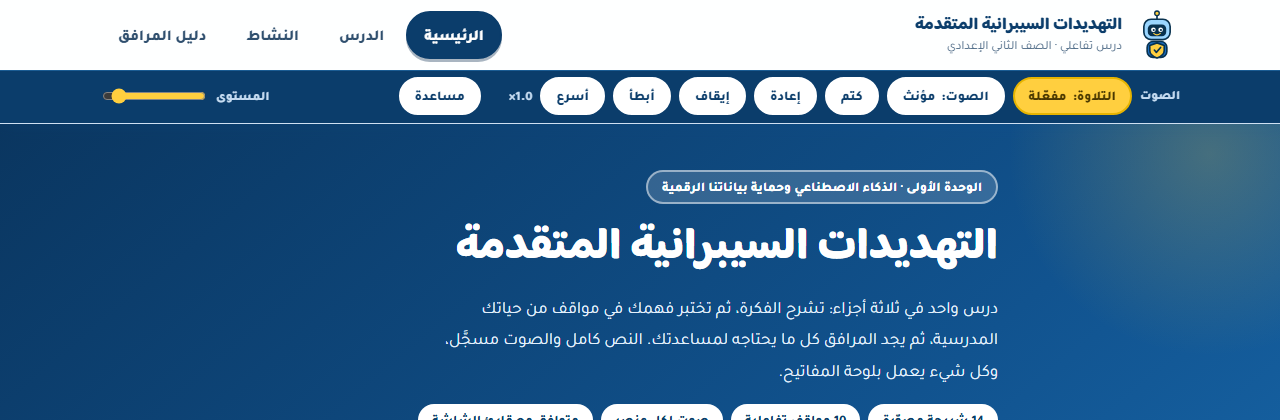 التهديدات السيبرانية المتقدمة
درس تفاعلي · الصف الثاني الإعدادي
الرئيسية
الدرس
النشاط
دليل المرافق
الصوت
التلاوة: مفعّلة
الصوت: مؤنث
كتم
إعادة
إيقاف
أبطأ
أسرع
x1.0
مساعدة
المستوى
الوحدة الأولى · الذكاء الاصطناعي وحماية بياناتنا الرقمية
التهديدات السيبرانية المتقدمة
درس واحد في ثلاثة أجزاء: تشرح الفكرة، ثم تختبر فهمك في مواقف من حياتك
المدرسية، ثم يجد المرافق كل ما يحتاجه لمساعدتك. النص كامل والصوت مسجَّل،
وكل شيء يعمل بلوحة المفاتيح.